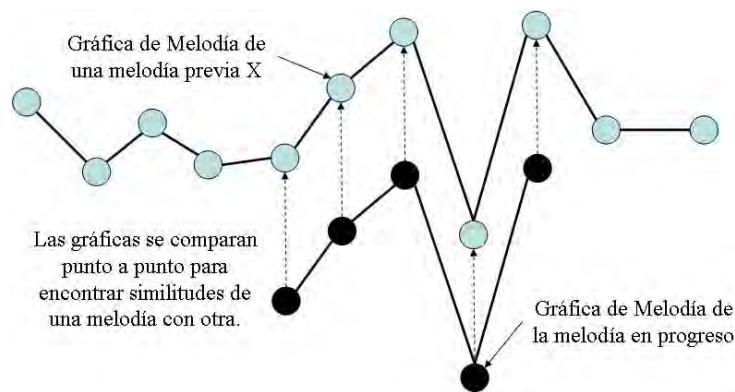 Gráfica de Melodía de
una melodía previa X
Las gráficas se comparan
punto a punto para
encontrar similitudes de
una melodía con otra.
Gráfica de Melodía de
la melodía en progreso